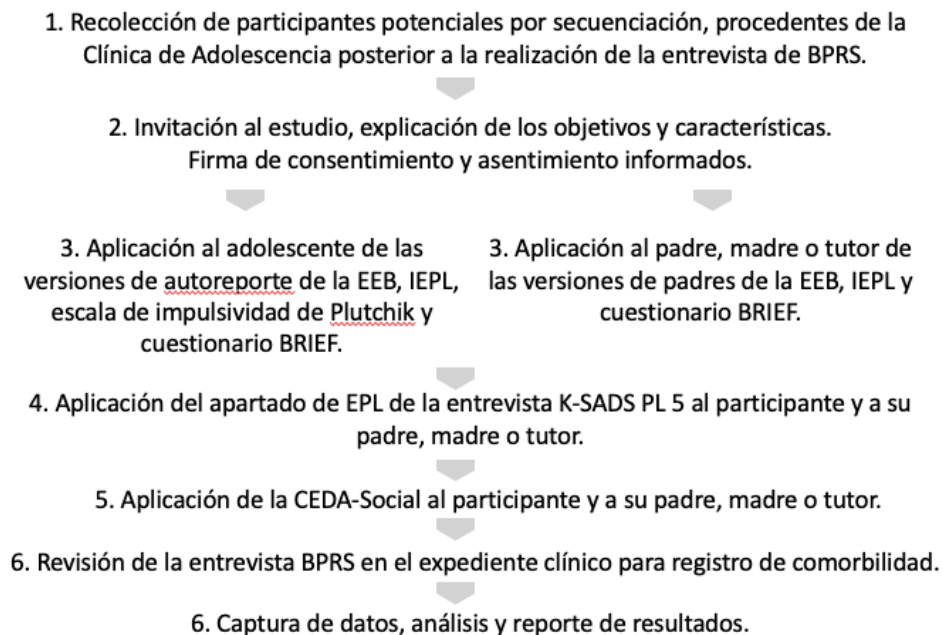 1. Recolección de participantes potenciales por secuenciación, procedentes de la
Clínica de Adolescencia posterior a la realización de la entrevista de BPRS.
2. Invitación al estudio, explicación de los objetivos y características.
Firma de consentimiento y asentimiento informados.
3. Aplicación al adolescente de las
versiones de autoreporte de la EEB, IEPL,
escala de impulsividad de Plutchik y
cuestionario BRIEF.
3. Aplicación al padre, madre o tutor de
las versiones de padres de la EEB, IEPL y
cuestionario BRIEF.
4. Aplicación del apartado de EPL de la entrevista K-SADS PL 5 al participante y a su
padre, madre o tutor.
5. Aplicación de la CEDA-Social al participante y a su padre, madre o tutor.
6. Revisión de la entrevista BPRS en el expediente clínico para registro de comorbilidad.
6. Captura de datos, análisis y reporte de resultados.